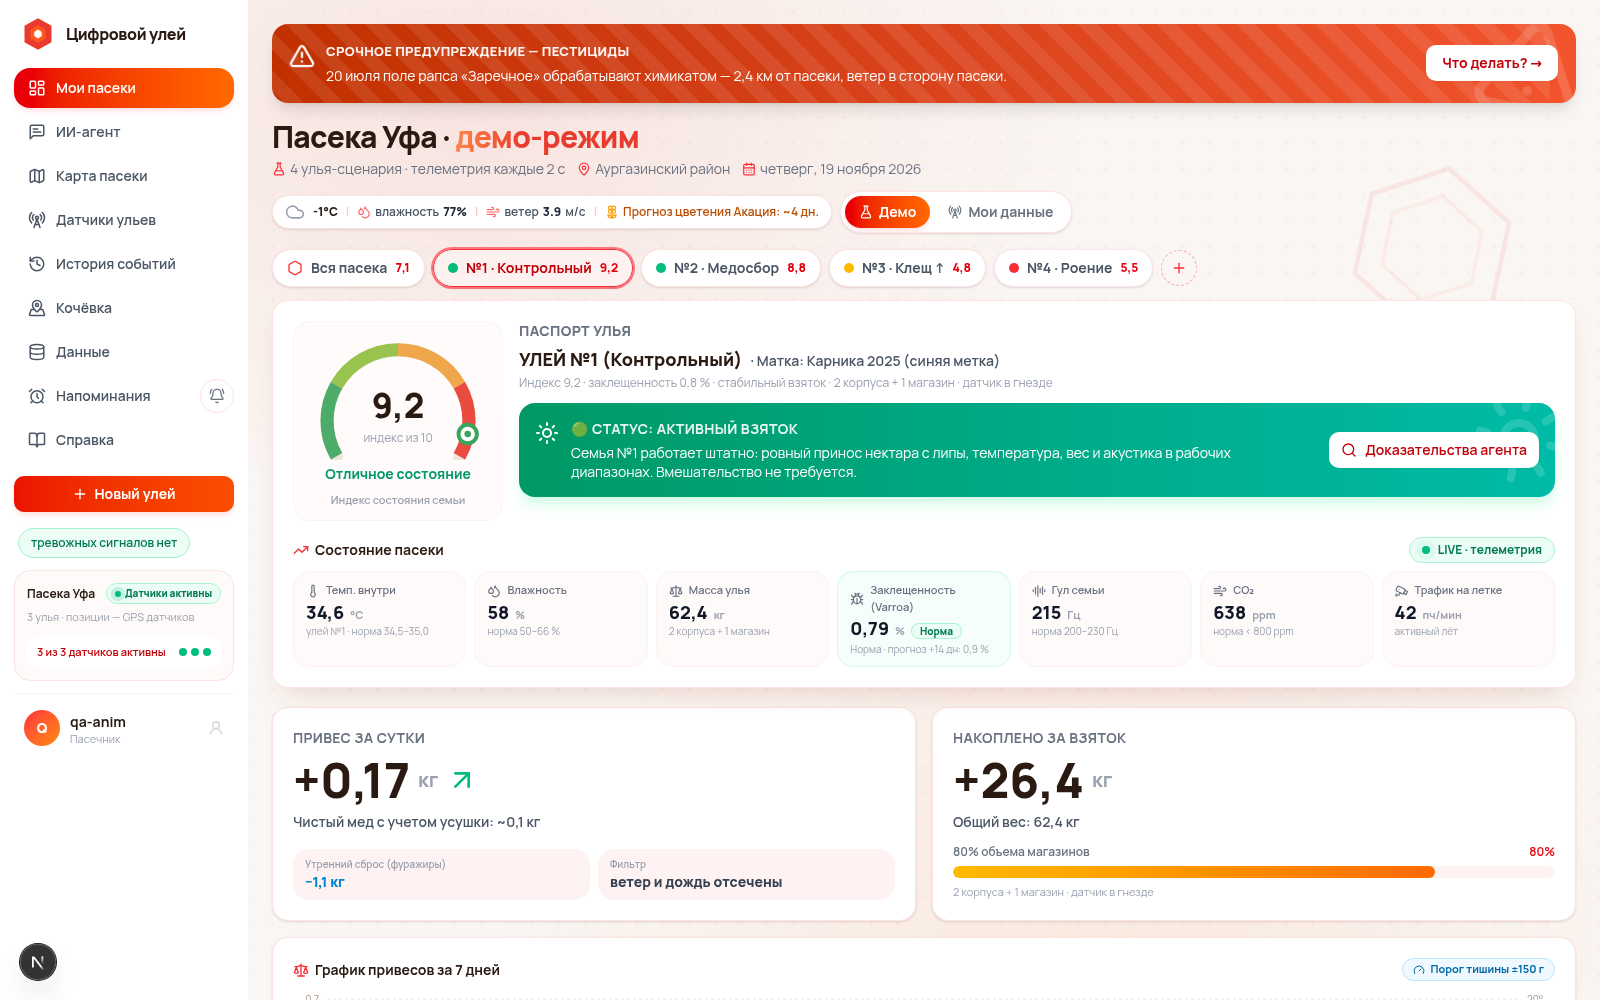 Цифровой улей
Мои пасеки
ИИ-агент
Карта пасеки
Датчики ульев
История событий
Кочёвка
Данные
Напоминания
Справка
+ Новый улей
тревожных сигналов нет
Пасека Уфа
Датчики активны
3 улья · позиции — GPS датчиков
3 из 3 датчиков активны
Q
qa-anim
Пасечник
N
СРОЧНОЕ ПРЕДУПРЕЖДЕНИЕ — ПЕСТИЦИДЫ
20 июля поле рапса «Заречное» обрабатывают химикатом — 2,4 км от пасеки, ветер в сторону пасеки.
Что делать? →
Пасека Уфа · демо-режим
4 улья-сценария · телеметрия каждые 2 с
Аургазинский район
четверг, 19 ноября 2026
-1°C
влажность 77%
ветер 3.9 м/с
Прогноз цветения Акация: ~4 дн.
Демо
Мои данные
Вся пасека 7,1
№1 · Контрольный 9,2
№2 · Медосбор 8,8
№3 · Клещ ↑ 4,8
№4 · Роение 5,5
+
9,2
индекс из 10
Отличное состояние
Индекс состояния семьи
ПАСПОРТ УЛЬЯ
УЛЕЙ №1 (Контрольный) · Матка: Карника 2025 (синяя метка)
Индекс 9,2 · заклещенность 0,8 % · стабильный взяток · 2 корпуса + 1 магазин · датчик в гнезде
СТАТУС: АКТИВНЫЙ ВЗЯТОК
Семья №1 работает штатно: ровный принос нектара с липы, температура, вес и акустика в рабочих
диапазонах. Вмешательство не требуется.
Доказательства агента
Состояние пасеки
LIVE · телеметрия
Темп. внутри
34,6 °C
улей №1 · норма 34,5–35,0
Влажность
58 %
норма 50–66 %
Масса улья
62,4 кг
2 корпуса + 1 магазин
Заклещенность
(Varroa)
0,79 % Норма
Норма · прогноз +14 дн: 0,9 %
Гул семьи
215 Гц
норма 200–230 Гц
CO₂
638 ppm
норма < 800 ppm
Трафик на летке
42 пч/мин
активный лёт
ПРИВЕС ЗА СУТКИ
+0,17 кг
Чистый мед с учетом усушки: ~0,1 кг
Утренний сброс (фуражиры)
−1,1 кг
Фильтр
ветер и дождь отсечены
НАКОПЛЕНО ЗА ВЗЯТОК
+26,4 кг
Общий вес: 62,4 кг
80% объема магазинов
80%
2 корпуса + 1 магазин · датчик в гнезде
График привесов за 7 дней
Порог тишины ±150 г
0.7
20°